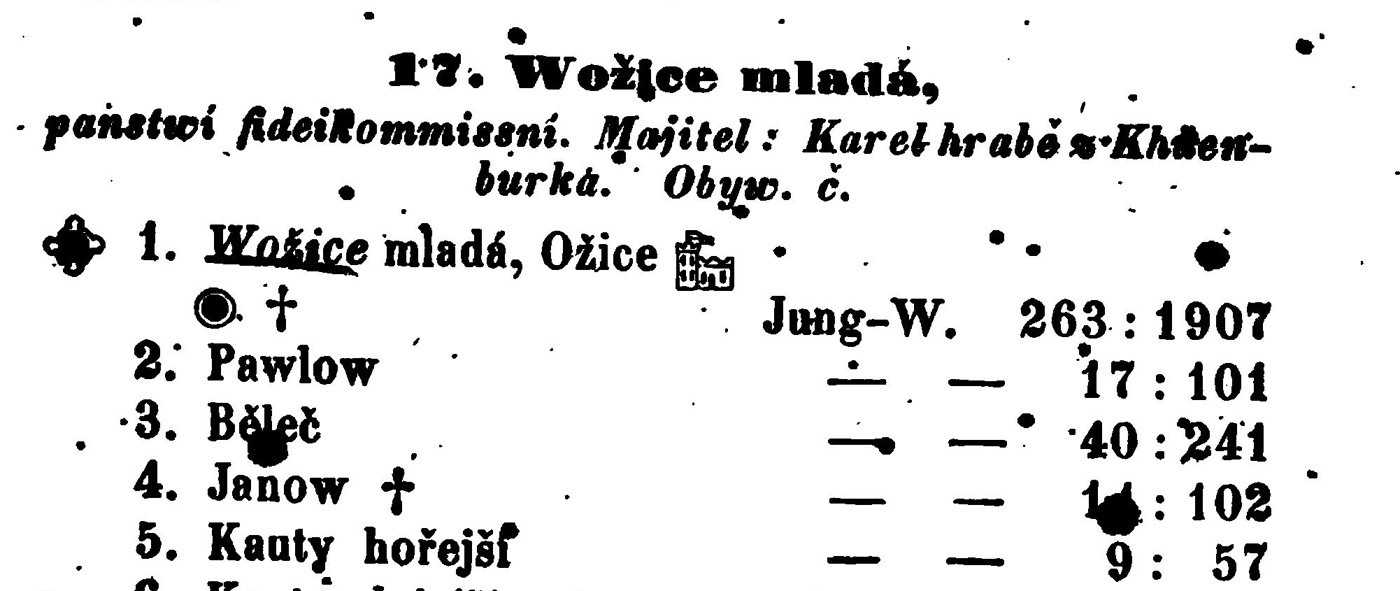 17. Wožice mladá,
panstwí fideikommissní. Majitel: Karel hrabě z Khuen-
burka. Obyw. č.
1. Wožice mladá, Ožice
† Jung-W. 263 : 1907
2. Pawlow — — 17 : 101
3. Běleč — — 40 : 241
4. Janow † — — : 102
5. Kauty hořejší — — 9 : 57
6.